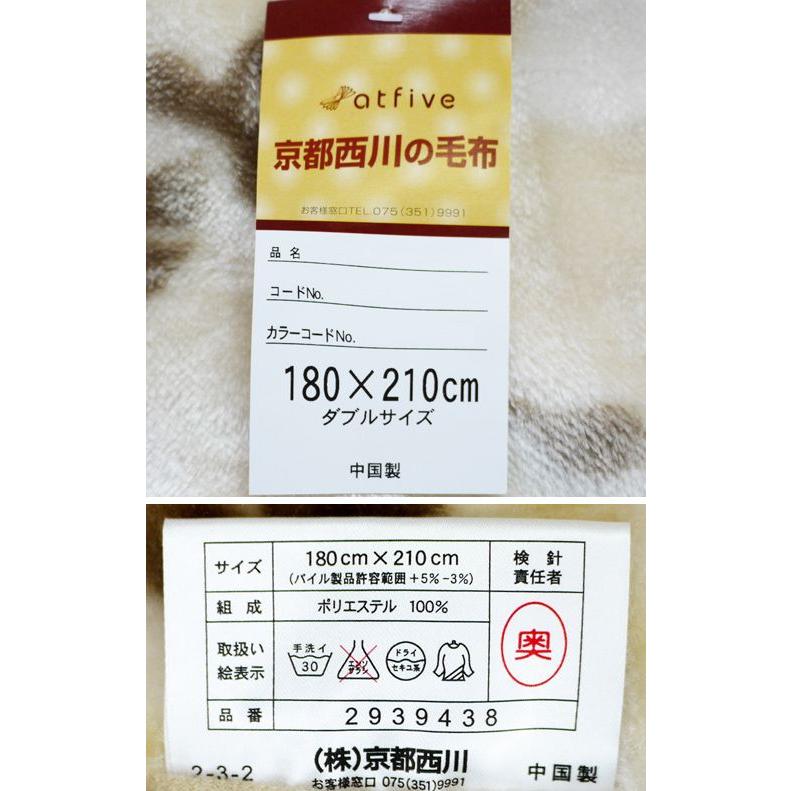 atfive
京都西川の毛布
お客様窓口TEL.075(351)9991
品 名
コードNo.
カラーコードNo.
180×210cm
ダブルサイズ
中国製
サイズ 180cm×210cm 検 針
(パイル製品許容範囲+5%-3%) 責任者
組 成 ポリエステル 100%
奥
取扱い 手洗イ 30 エンソ サラシ ドライ セキユ系
絵表示
品 番 2939438
2-3-2 (株)京都西川 中国製
お客様窓口 075(351)9991